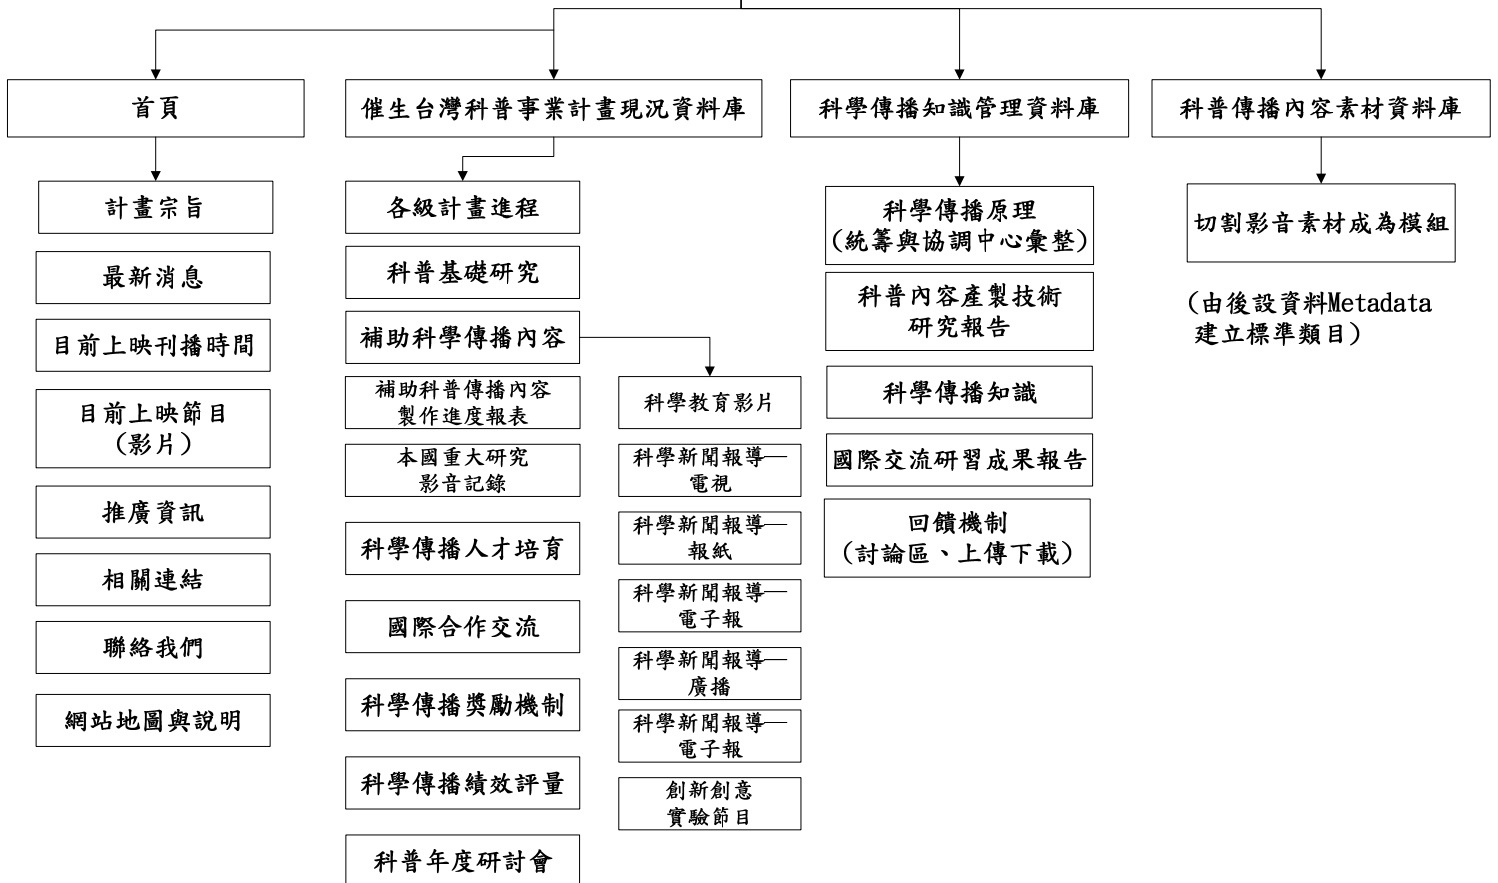 首頁
催生台灣科普事業計畫現況資料庫
科學傳播知識管理資料庫
科普傳播內容素材資料庫
計畫宗旨
最新消息
目前上映刊播時間
目前上映節目
(影片)
推廣資訊
相關連結
聯絡我們
網站地圖與說明
各級計畫進程
科普基礎研究
補助科學傳播內容
補助科普傳播內容
製作進度報表
本國重大研究
影音記錄
科學傳播人才培育
國際合作交流
科學傳播獎勵機制
科學傳播績效評量
科普年度研討會
科學教育影片
科學新聞報導—
電視
科學新聞報導—
報紙
科學新聞報導—
電子報
科學新聞報導—
廣播
科學新聞報導—
電子報
創新創意
實驗節目
科學傳播原理
(統籌與協調中心彙整)
科普內容產製技術
研究報告
科學傳播知識
國際交流研習成果報告
回饋機制
(討論區、上傳下載)
切割影音素材成為模組
(由後設資料Metadata
建立標準類目)